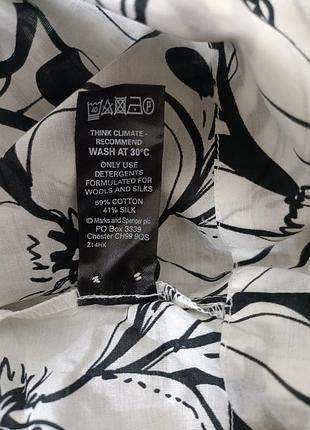 40 P
THINK CLIMATE -
RECOMMEND
WASH AT 30°C
ONLY USE
DETERGENTS
FORMULATED FOR
WOOLS AND SILKS
59% COTTON
41% SILK
© Marks and Spencer plc
PO Box 3339
Chester CH99 9QS
Z14HK